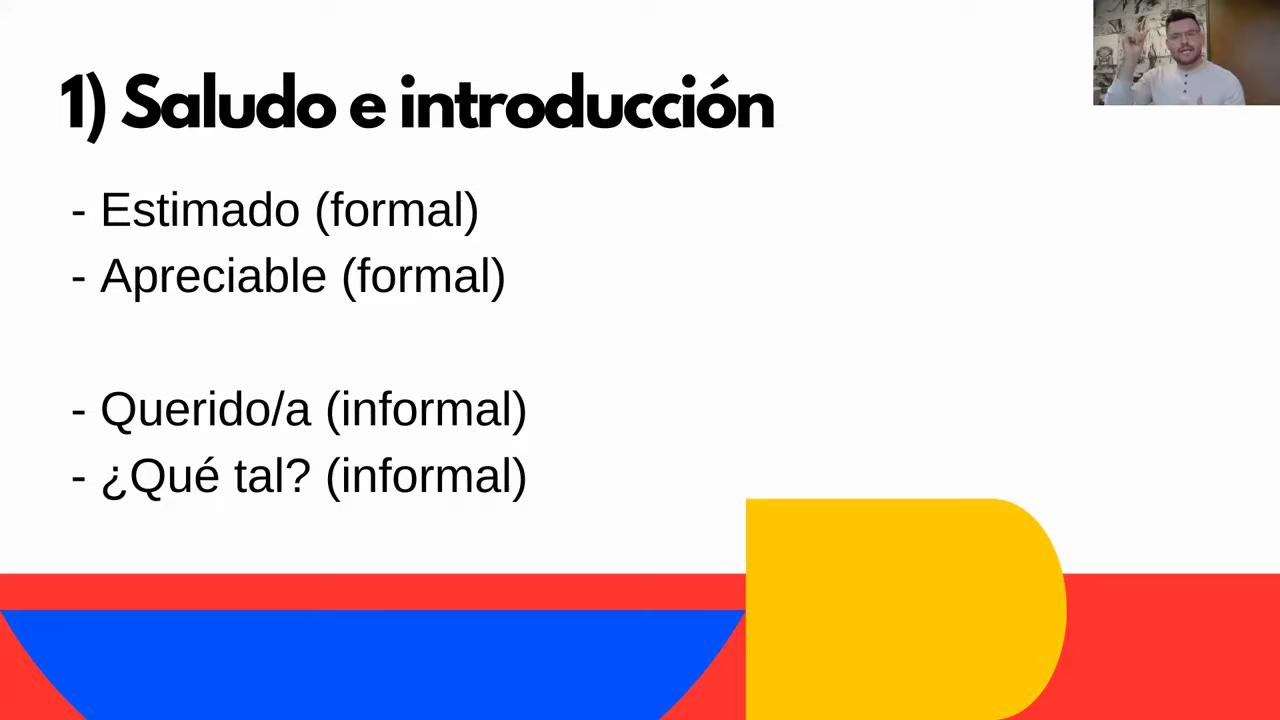 1) Saludo e introducción
- Estimado (formal)
- Apreciable (formal)
- Querido/a (informal)
- ¿Qué tal? (informal)